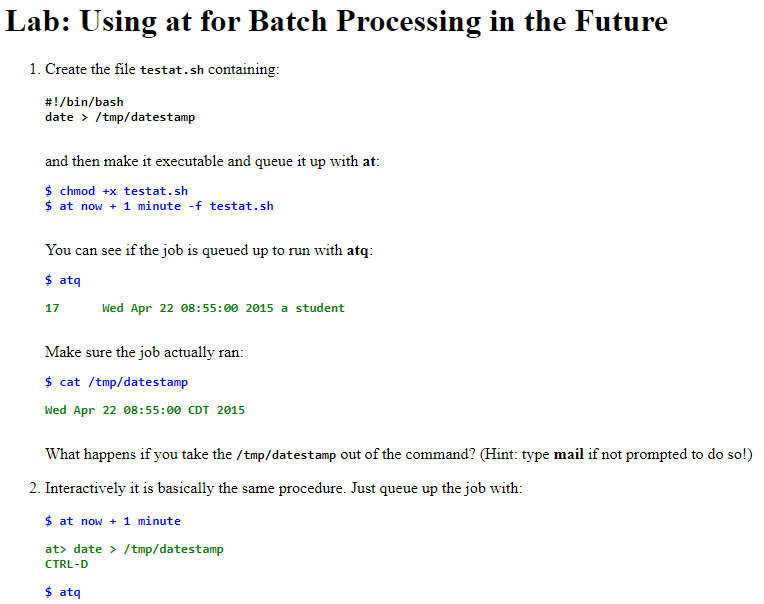 Lab: Using at for Batch Processing in the Future
1. Create the file testat.sh containing:
#!/bin/bash
date > /tmp/datestamp
and then make it executable and queue it up with at:
$ chmod +x testat.sh
$ at now + 1 minute -f testat.sh
You can see if the job is queued up to run with atq:
$ atq
17      Wed Apr 22 08:55:00 2015 a student
Make sure the job actually ran:
$ cat /tmp/datestamp
Wed Apr 22 08:55:00 CDT 2015
What happens if you take the /tmp/datestamp out of the command? (Hint: type mail if not prompted to do so!)
2. Interactively it is basically the same procedure. Just queue up the job with:
$ at now + 1 minute
at> date > /tmp/datestamp
CTRL-D
$ atq